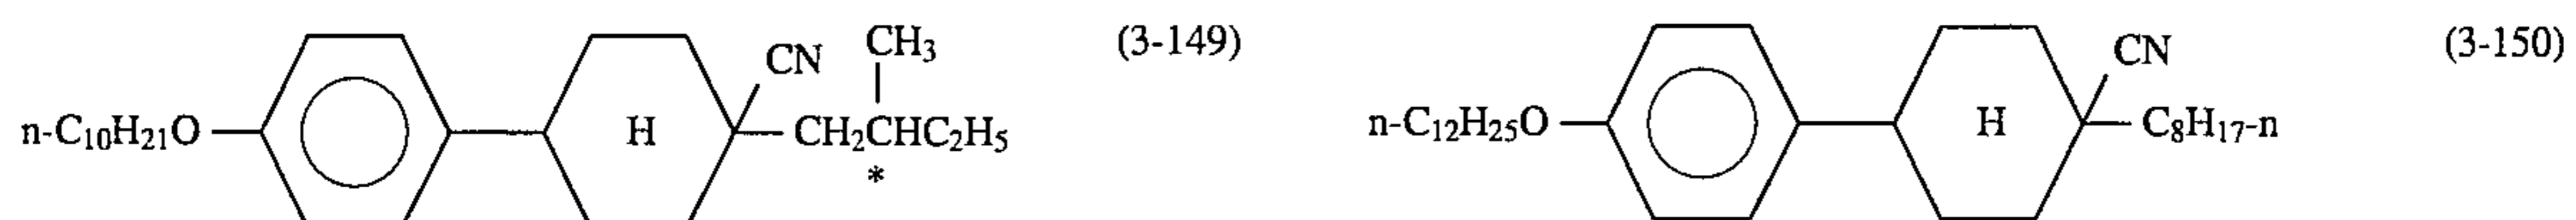 CH₃ (3-149)
CN
n-C₁₀H₂₁O H CH₂CHC₂H₅
*
(3-150)
CN
n-C₁₂H₂₅O H C₈H₁₇-n